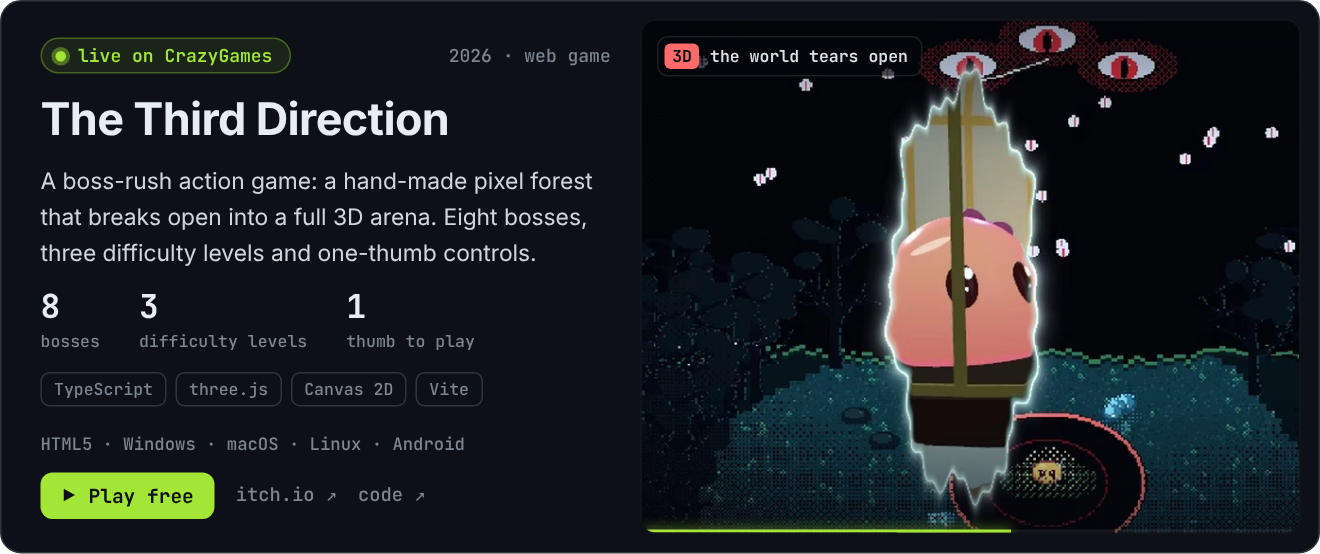 live on CrazyGames
2026 · web game
The Third Direction
A boss-rush action game: a hand-made pixel forest
that breaks open into a full 3D arena. Eight bosses,
three difficulty levels and one-thumb controls.
8 3 1
bosses difficulty levels thumb to play
TypeScript three.js Canvas 2D Vite
HTML5 · Windows · macOS · Linux · Android
▶ Play free itch.io ↗ code ↗
3D the world tears open